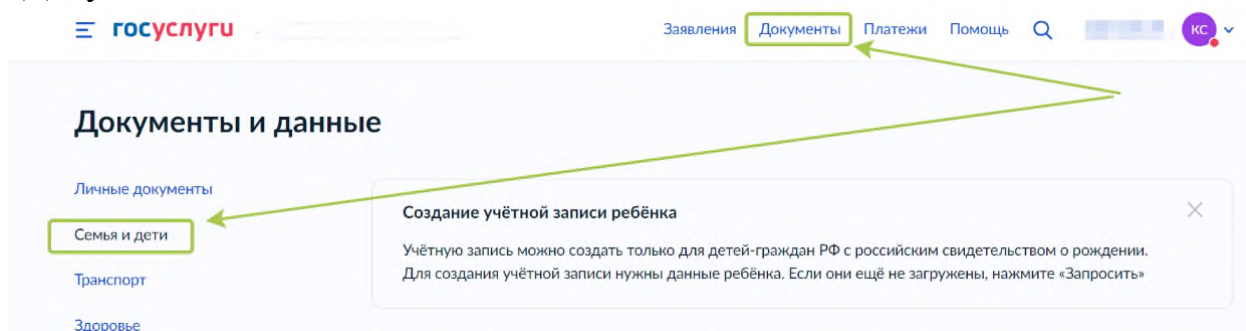 госуслуги
Заявления Документы Платежи Помощь
КС
Документы и данные
Личные документы
Семья и дети
Транспорт
Здоровье
Создание учётной записи ребёнка
Учётную запись можно создать только для детей-граждан РФ с российским свидетельством о рождении.
Для создания учётной записи нужны данные ребёнка. Если они ещё не загружены, нажмите «Запросить»